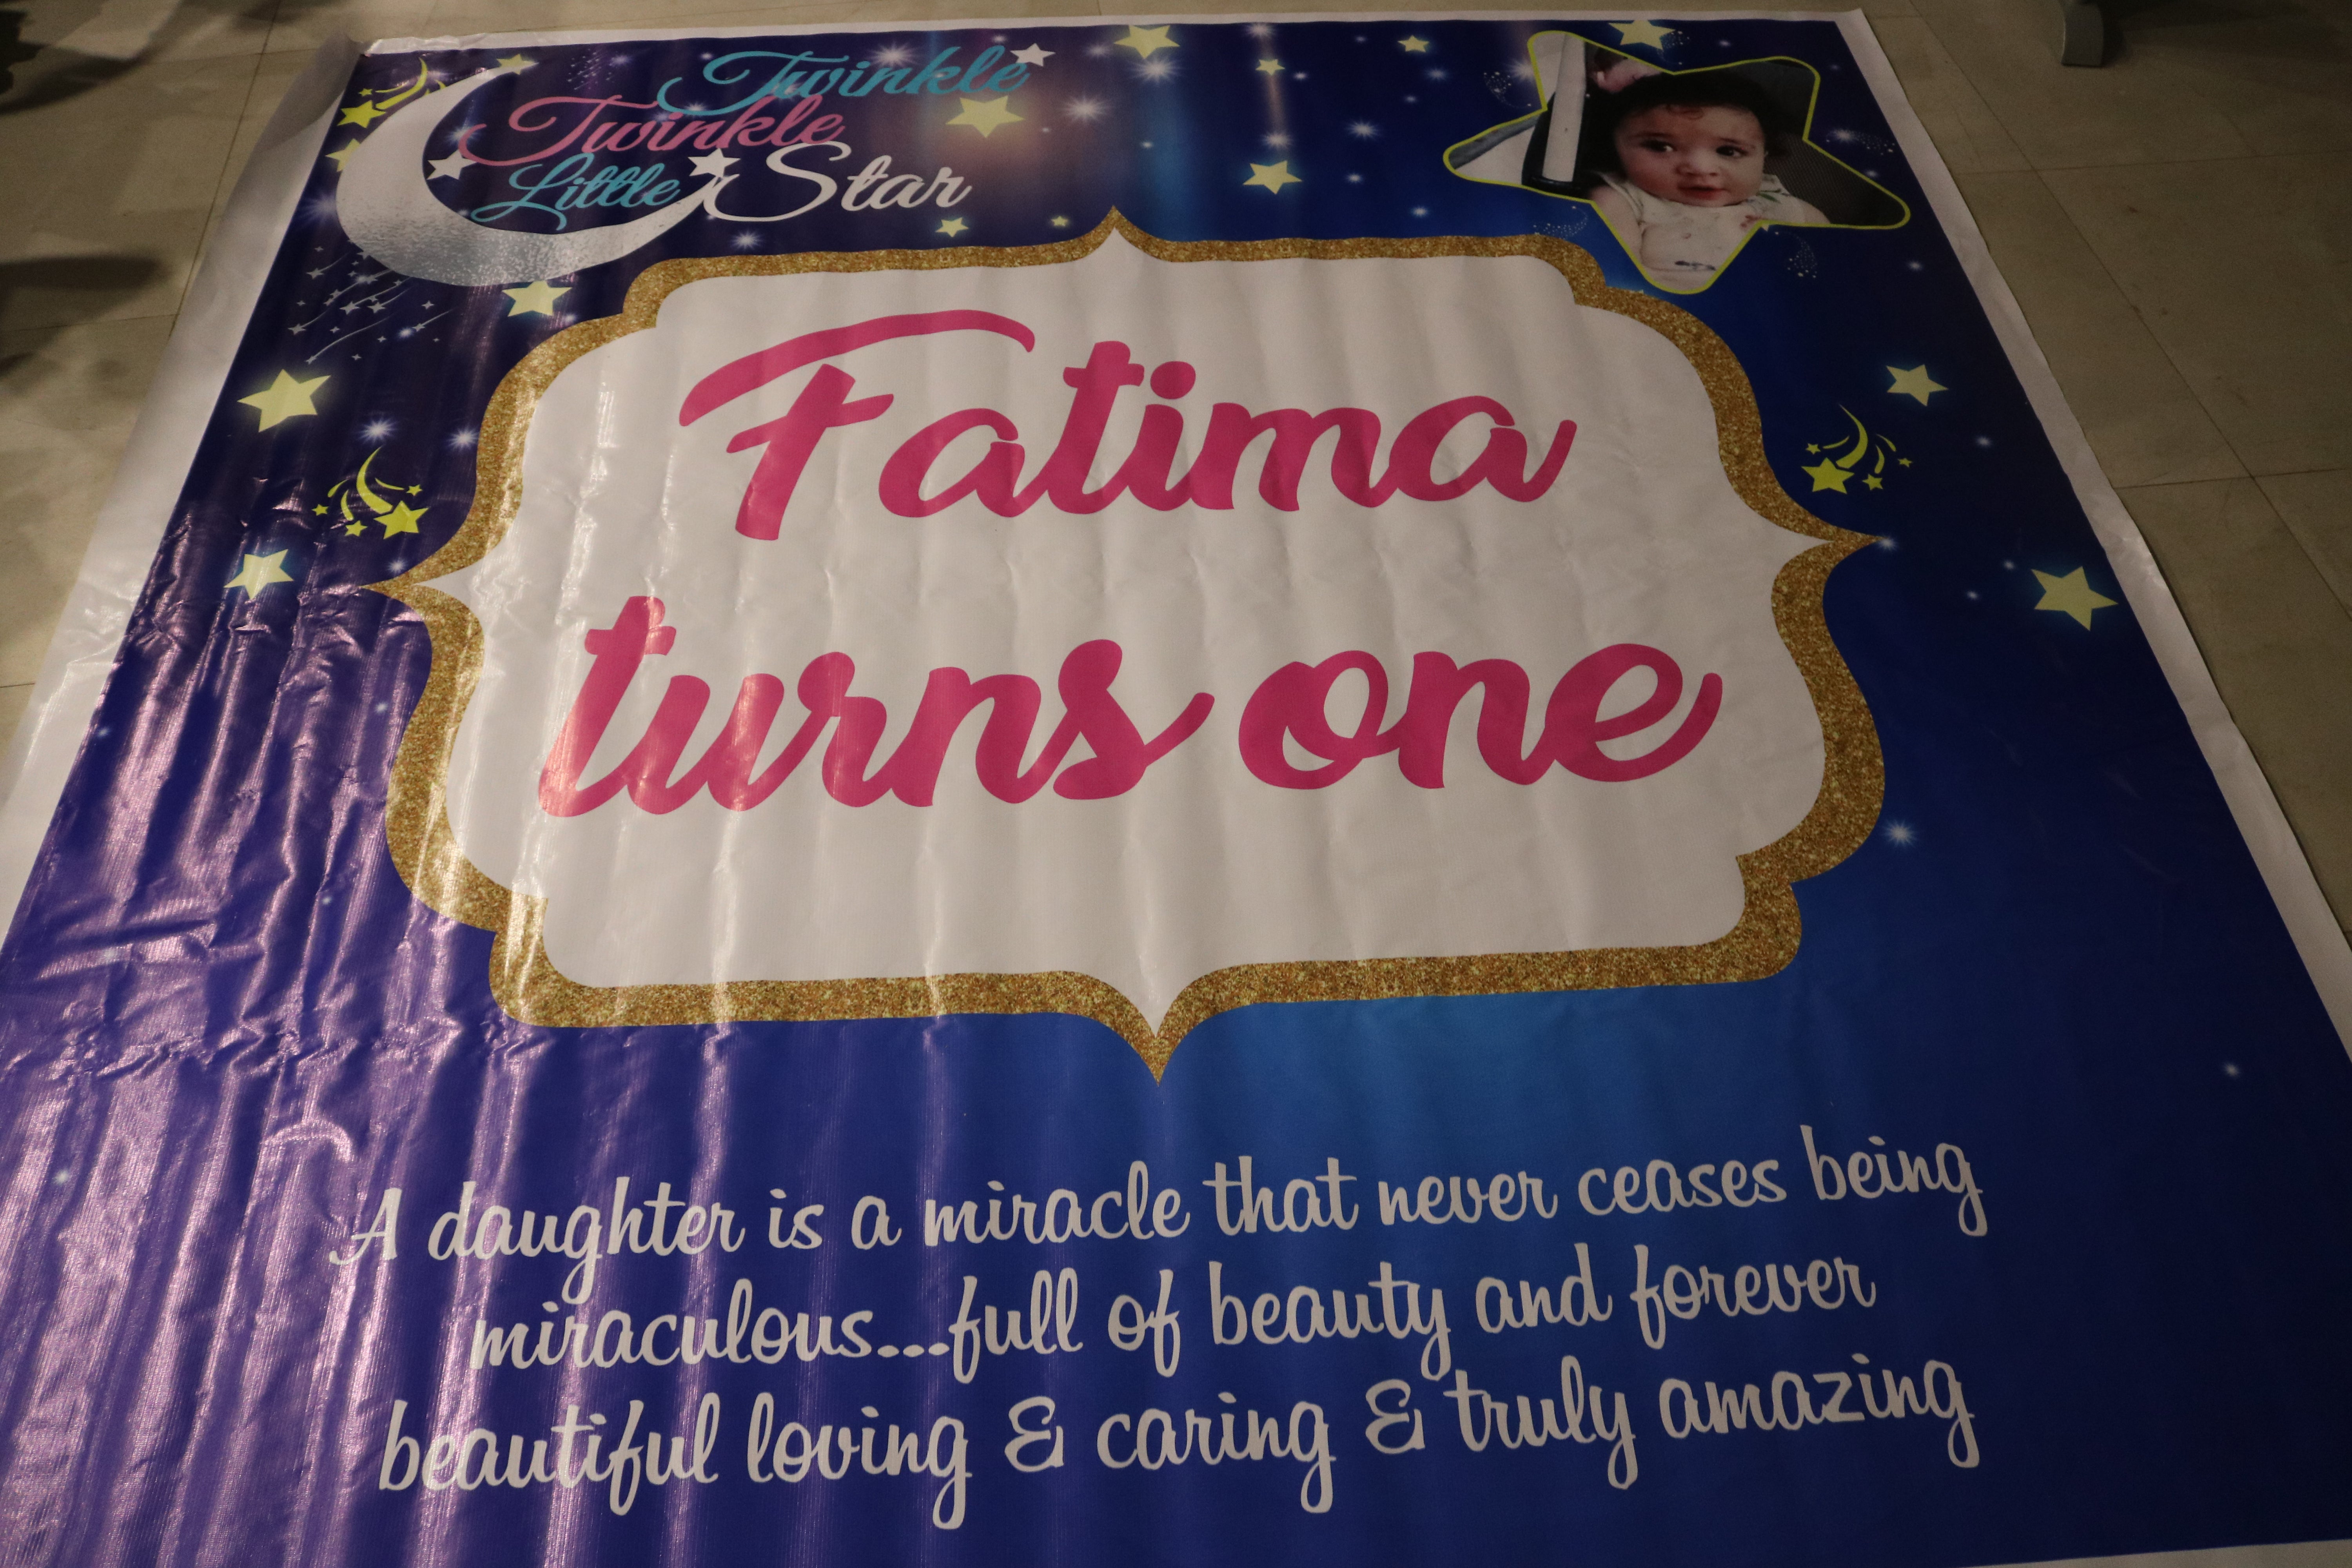 Twinkle
Twinkle
Little Star
Fatima
turns one
A daughter is a miracle that never ceases being
miraculous...full of beauty and forever
beautiful loving & caring & truly amazing